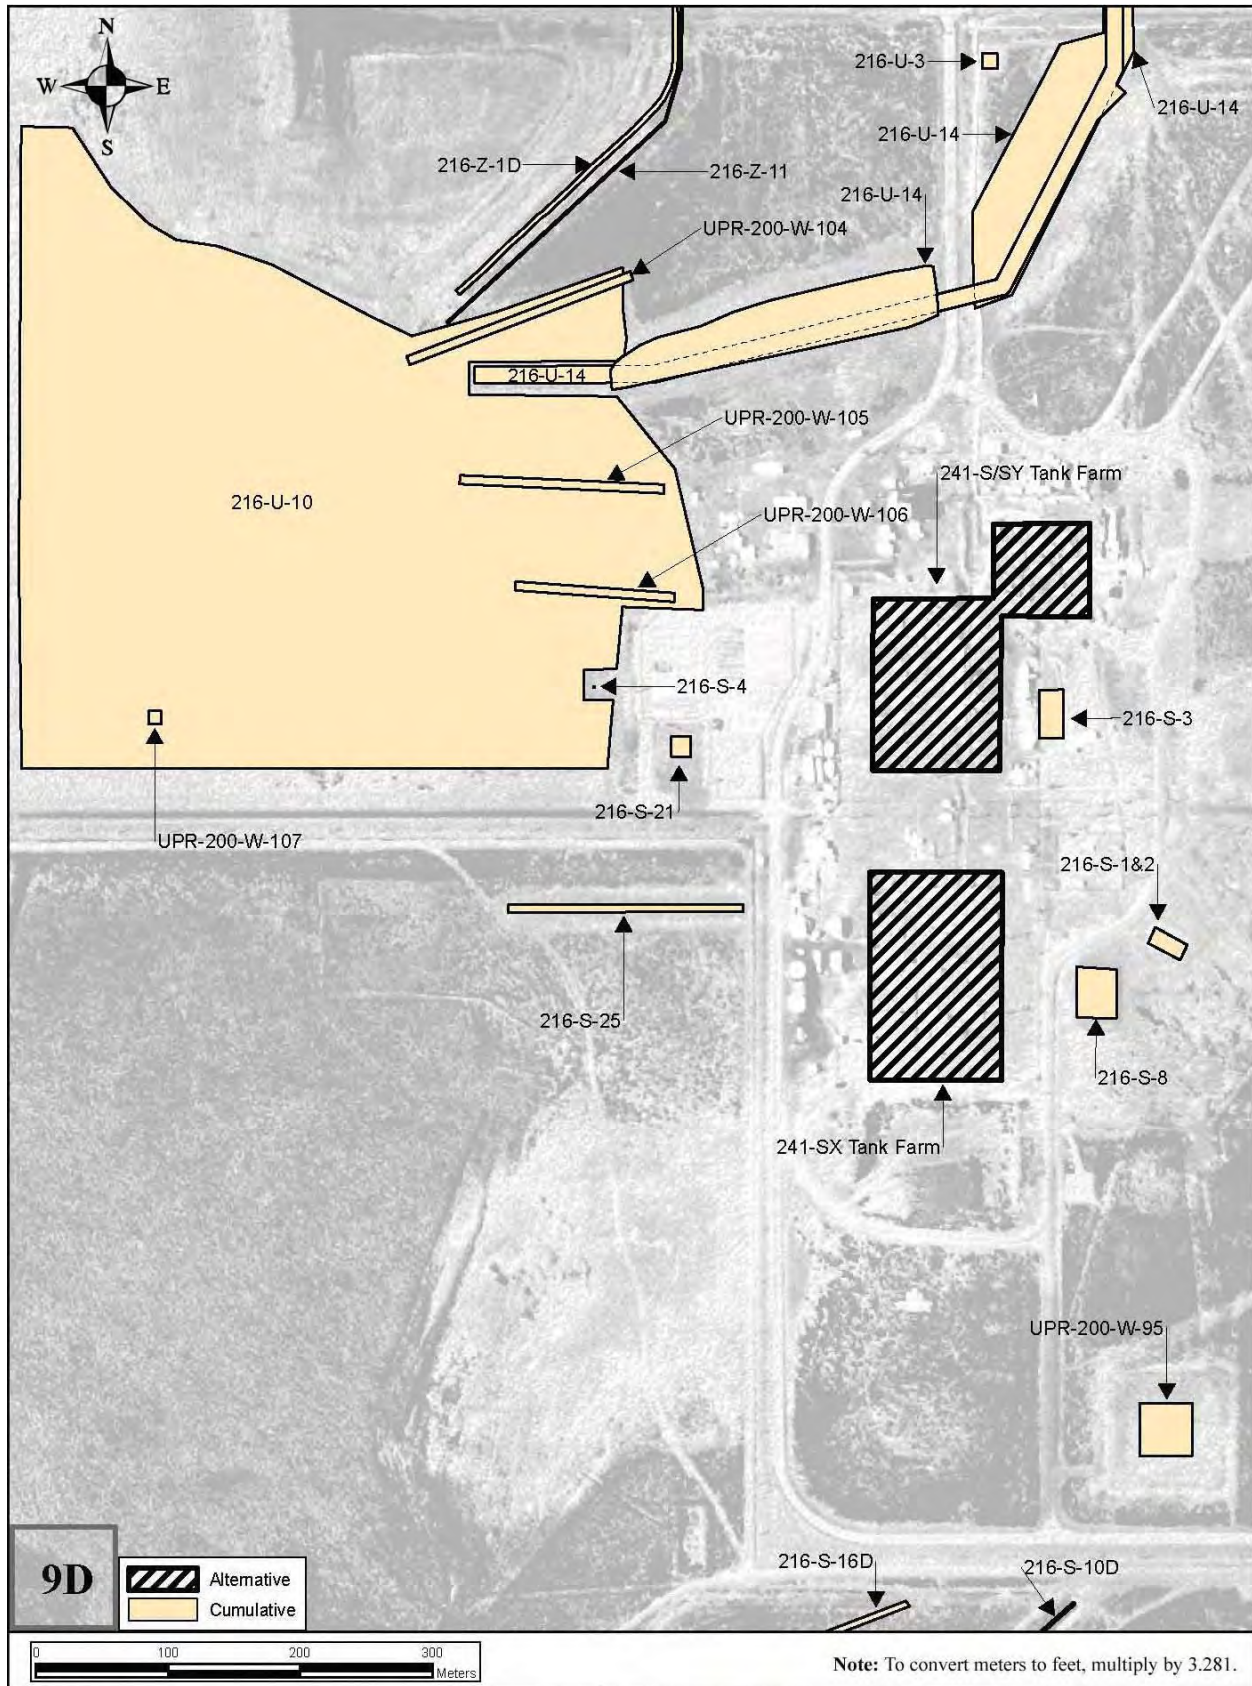 N
W E
S
216-U-3
216-U-14
216-U-14
216-Z-1D
216-Z-11
216-U-14
UPR-200-W-104
216-U-14
UPR-200-W-105
241-S/SY Tank Farm
216-U-10
UPR-200-W-106
216-S-4
216-S-3
216-S-21
UPR-200-W-107
216-S-1&2
216-S-25
216-S-8
241-SX Tank Farm
UPR-200-W-95
216-S-16D
216-S-10D
9D
Alternative
Cumulative
0 100 200 300
Meters
Note: To convert meters to feet, multiply by 3.281.